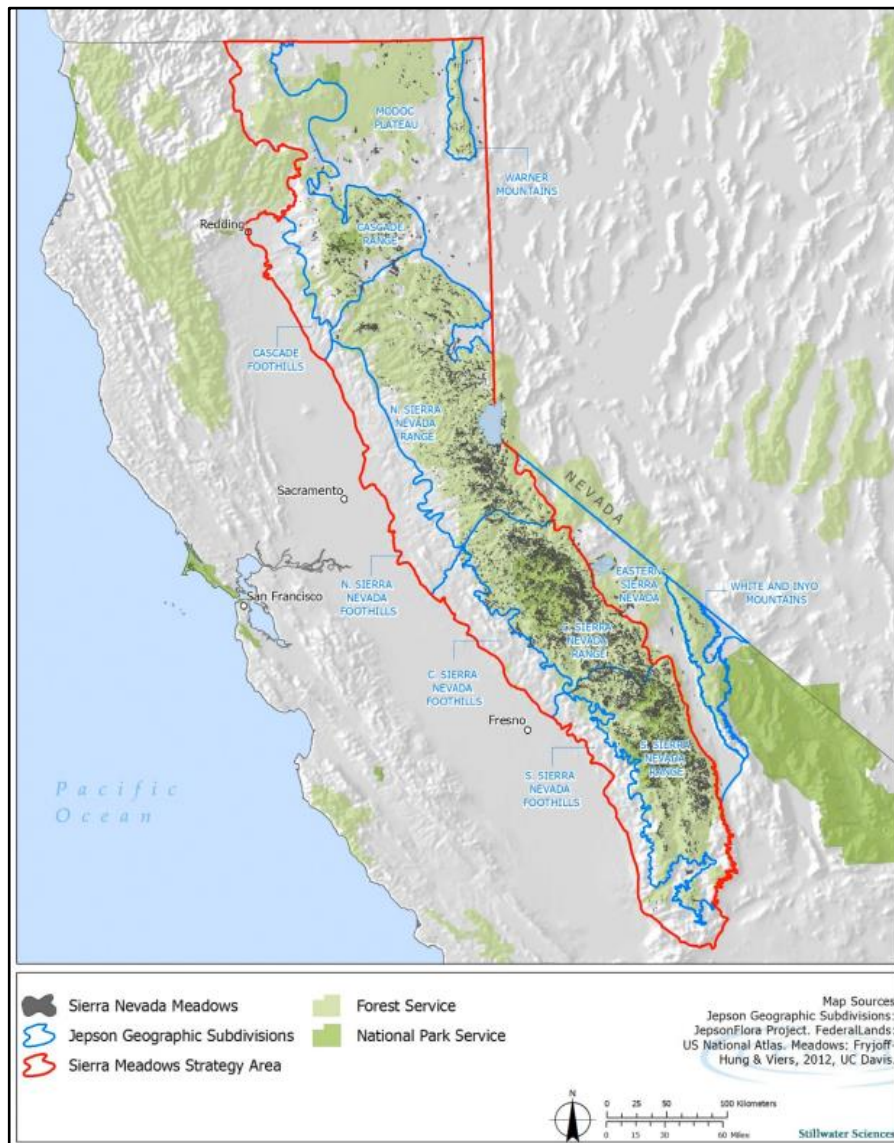 MODOC
PLATEAU
WARNER
MOUNTAINS
Redding
CASCADE
RANGE
CASCADE
FOOTHILLS
N. SIERRA
NEVADA
RANGE
Sacramento
NEVADA
N. SIERRA
NEVADA
FOOTHILLS
EASTERN
SIERRA
NEVADA
WHITE AND INYO
MOUNTAINS
San Francisco
C. SIERRA
NEVADA
RANGE
C. SIERRA
NEVADA
FOOTHILLS
Fresno
S. SIERRA
NEVADA
RANGE
S. SIERRA
NEVADA
FOOTHILLS
Pacific
Ocean
Sierra Nevada Meadows
Jepson Geographic Subdivisions
Sierra Meadows Strategy Area
Forest Service
National Park Service
Map Sources
Jepson Geographic Subdivisions:
JepsonFlora Project. FederalLands:
US National Atlas. Meadows: Fryjoff-
Hung & Viers, 2012, UC Davis.
N
0 25 50 100 Kilometers
0 15 30 60 Miles
Stillwater Sciences